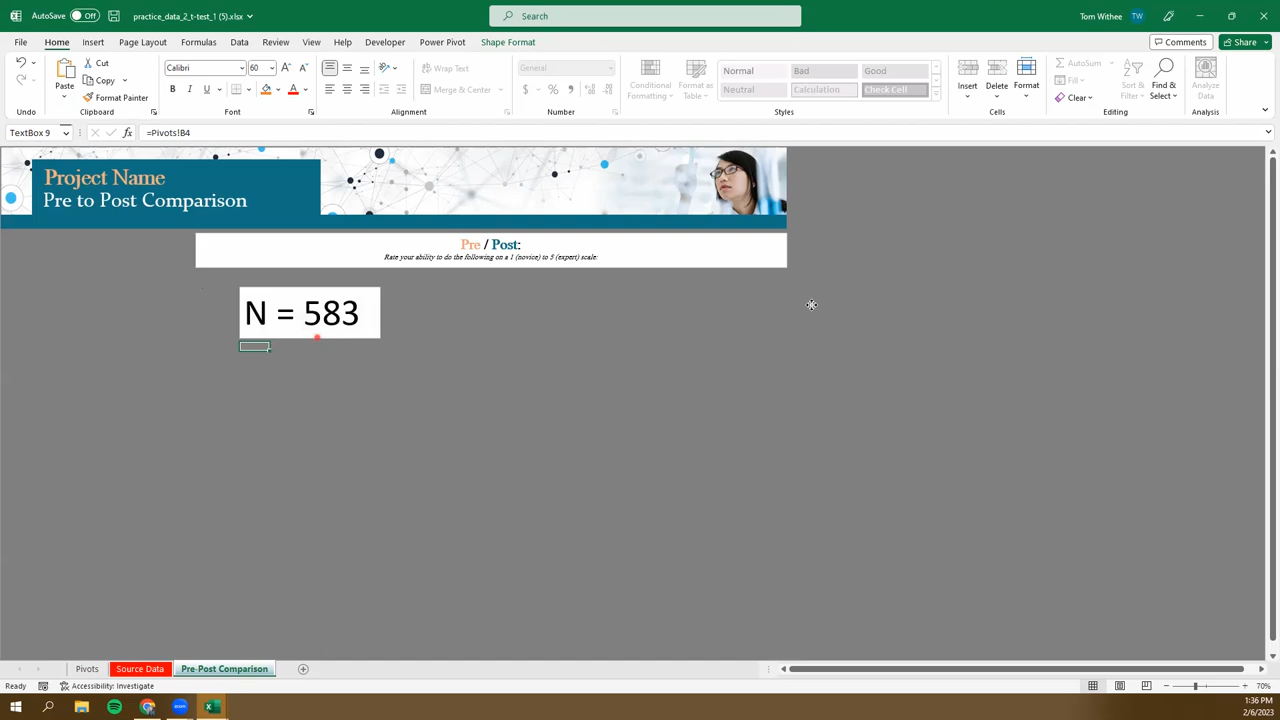 AutoSave Off practice_data_2_t-test_1 (5).xlsx Search Tom Withee TW
File Home Insert Page Layout Formulas Data Review View Help Developer Power Pivot Shape Format Comments Share
Paste Cut Copy Format Painter
Calibri 60 A A
B I U A
Wrap Text
Merge & Center
General
$ % 9
Conditional Formatting
Format as Table
Normal Bad Good
Neutral Calculation Check Cell
Insert Delete Format
AutoSum
Fill
Clear
Sort & Filter
Find & Select
Analyze Data
Undo Clipboard Font Alignment Number Styles Cells Editing Analysis
TextBox 9 fx =Pivots!B4
Project Name
Pre to Post Comparison
Pre / Post:
Rate your ability to do the following on a 1 (novice) to 5 (expert) scale:
N = 583
Pivots Source Data Pre-Post Comparison
Ready Accessibility: Investigate 70%
1:36 PM
2/6/2023